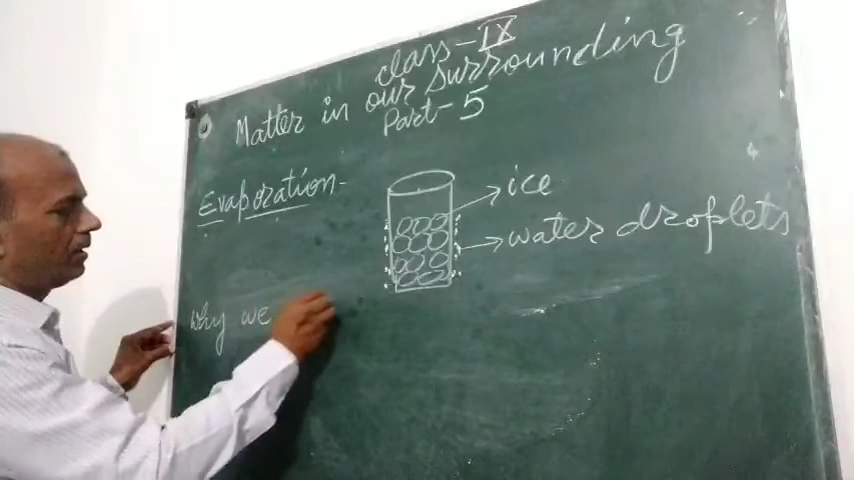 class - IX
Matter in our surrounding
Part - 5
Evaporation -
ice
water droplets
why we